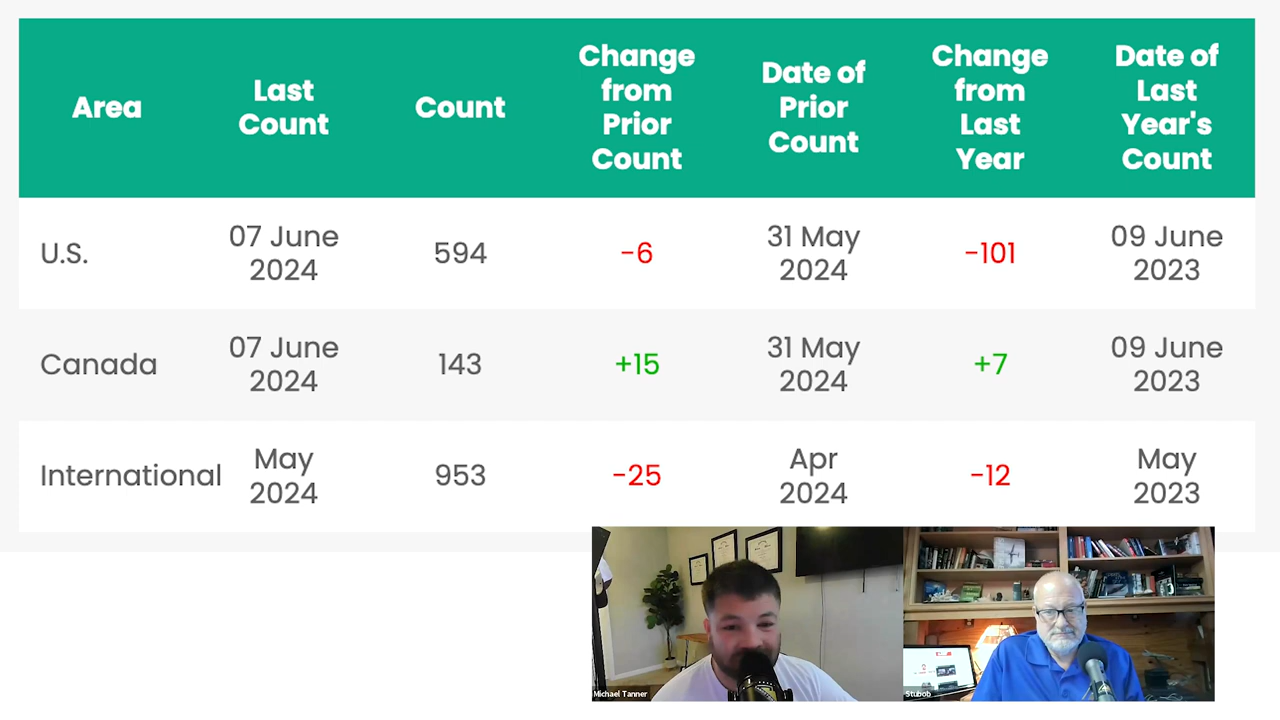 Area
Last
Count
Count
Change
from
Prior
Count
Date of
Prior
Count
Change
from
Last
Year
Date of
Last
Year's
Count
U.S.
07 June
2024
594
-6
31 May
2024
-101
09 June
2023
Canada
07 June
2024
143
+15
31 May
2024
+7
09 June
2023
International
May
2024
953
-25
Apr
2024
-12
May
2023
Michael Tanner
Stubob